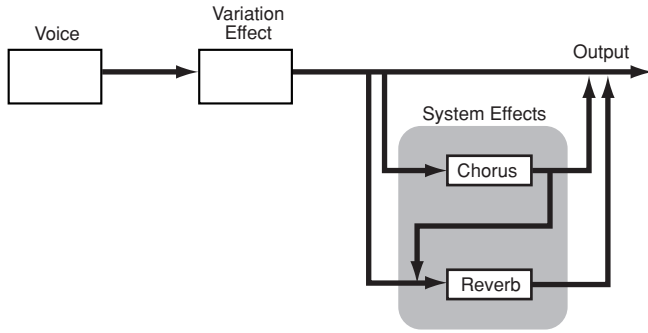 Voice
Variation
Effect
Output
System Effects
Chorus
Reverb